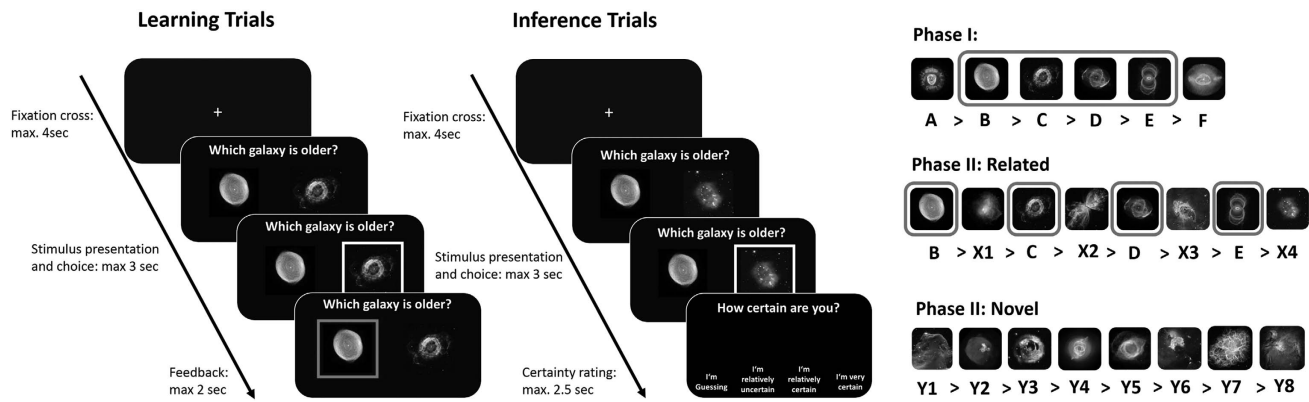 Learning Trials
Fixation cross:
max. 4sec
+
Which galaxy is older?
Which galaxy is older?
Stimulus presentation
and choice: max 3 sec
Which galaxy is older?
Feedback:
max 2 sec
Inference Trials
Fixation cross:
max. 4sec
+
Which galaxy is older?
Which galaxy is older?
Stimulus presentation
and choice: max 3 sec
How certain are you?
Certainty rating:
max. 2.5 sec
I'm
Guessing
I'm
relatively
uncertain
I'm
relatively
certain
I'm very
certain
Phase I:
A > B > C > D > E > F
Phase II: Related
B > X1 > C > X2 > D > X3 > E > X4
Phase II: Novel
Y1 > Y2 > Y3 > Y4 > Y5 > Y6 > Y7 > Y8